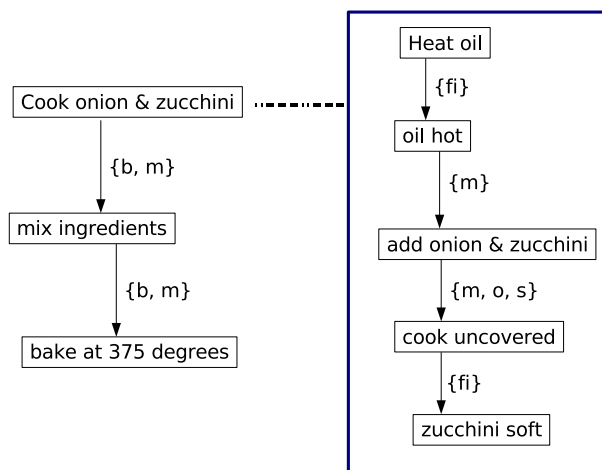 Cook onion & zucchini
{b, m}
mix ingredients
{b, m}
bake at 375 degrees
Heat oil
{fi}
oil hot
{m}
add onion & zucchini
{m, o, s}
cook uncovered
{fi}
zucchini soft